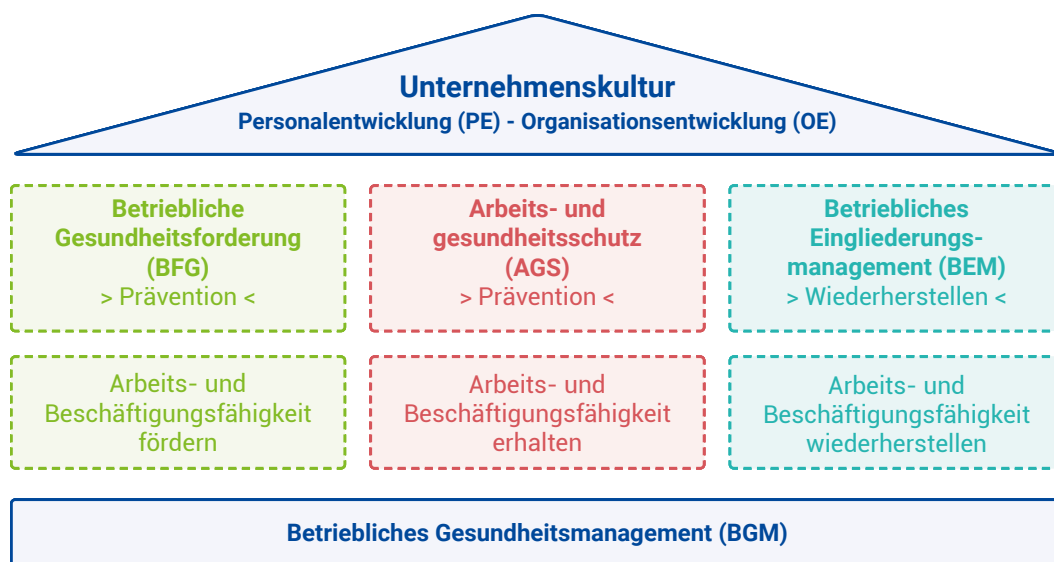 Unternehmenskultur
Personalentwicklung (PE) - Organisationsentwicklung (OE)
Betriebliche
Gesundheitsforderung
(BFG)
> Prävention <
Arbeits- und
gesundheitsschutz
(AGS)
> Prävention <
Betriebliches
Eingliederungs-
management (BEM)
> Wiederherstellen <
Arbeits- und
Beschäftigungsfähigkeit
fördern
Arbeits- und
Beschäftigungsfähigkeit
erhalten
Arbeits- und
Beschäftigungsfähigkeit
wiederherstellen
Betriebliches Gesundheitsmanagement (BGM)